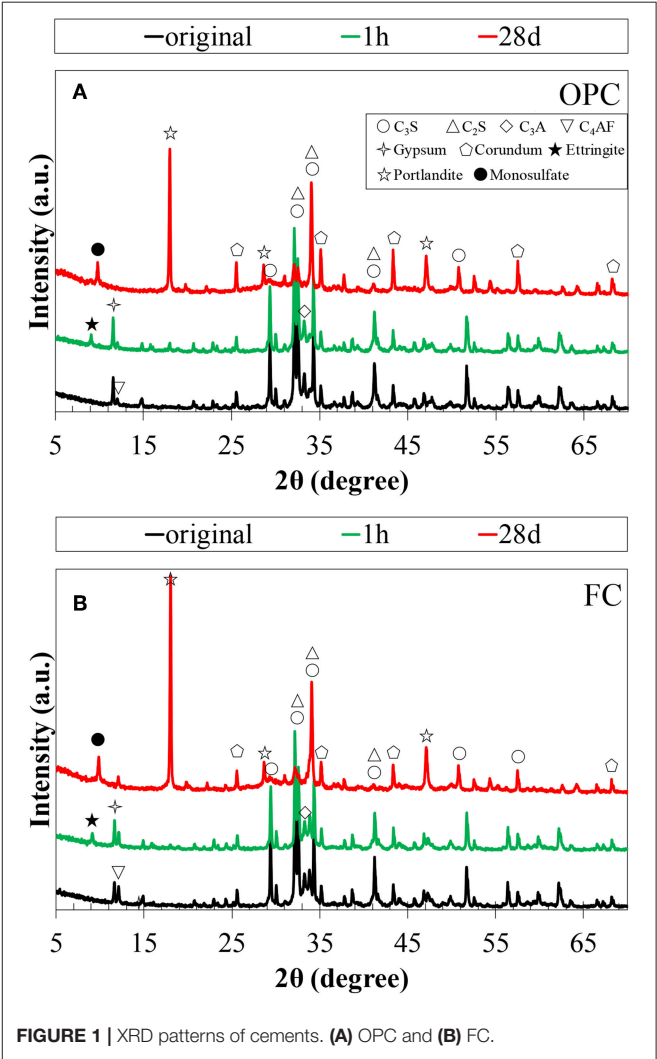 original 1h 28d
A
OPC
C3S C2S C3A C4AF
Gypsum Corundum Ettringite
Portlandite Monosulfate
Intensity (a.u.)
5 15 25 35 45 55 65
2θ (degree)
original 1h 28d
B
FC
Intensity (a.u.)
5 15 25 35 45 55 65
2θ (degree)
FIGURE 1 | XRD patterns of cements. (A) OPC and (B) FC.